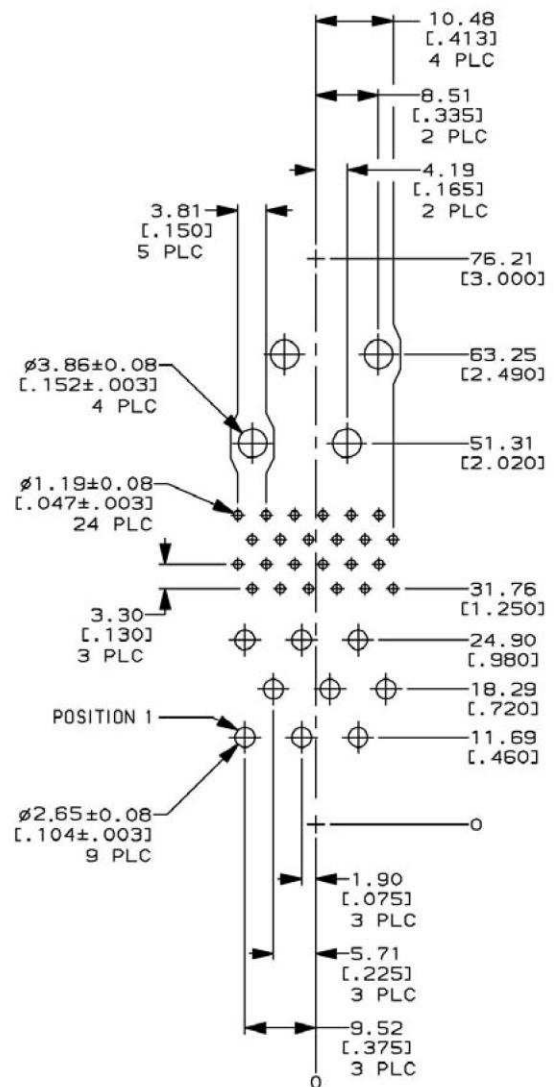 10.48
[.413]
4 PLC
8.51
[.335]
2 PLC
4.19
[.165]
2 PLC
3.81
[.150]
5 PLC
76.21
[3.000]
ø3.86±0.08
[.152±.003]
4 PLC
63.25
[2.490]
51.31
[2.020]
ø1.19±0.08
[.047±.003]
24 PLC
3.30
[.130]
3 PLC
31.76
[1.250]
24.90
[.980]
18.29
[.720]
POSITION 1
11.69
[.460]
ø2.65±0.08
[.104±.003]
9 PLC
0
1.90
[.075]
3 PLC
5.71
[.225]
3 PLC
9.52
[.375]
3 PLC
0